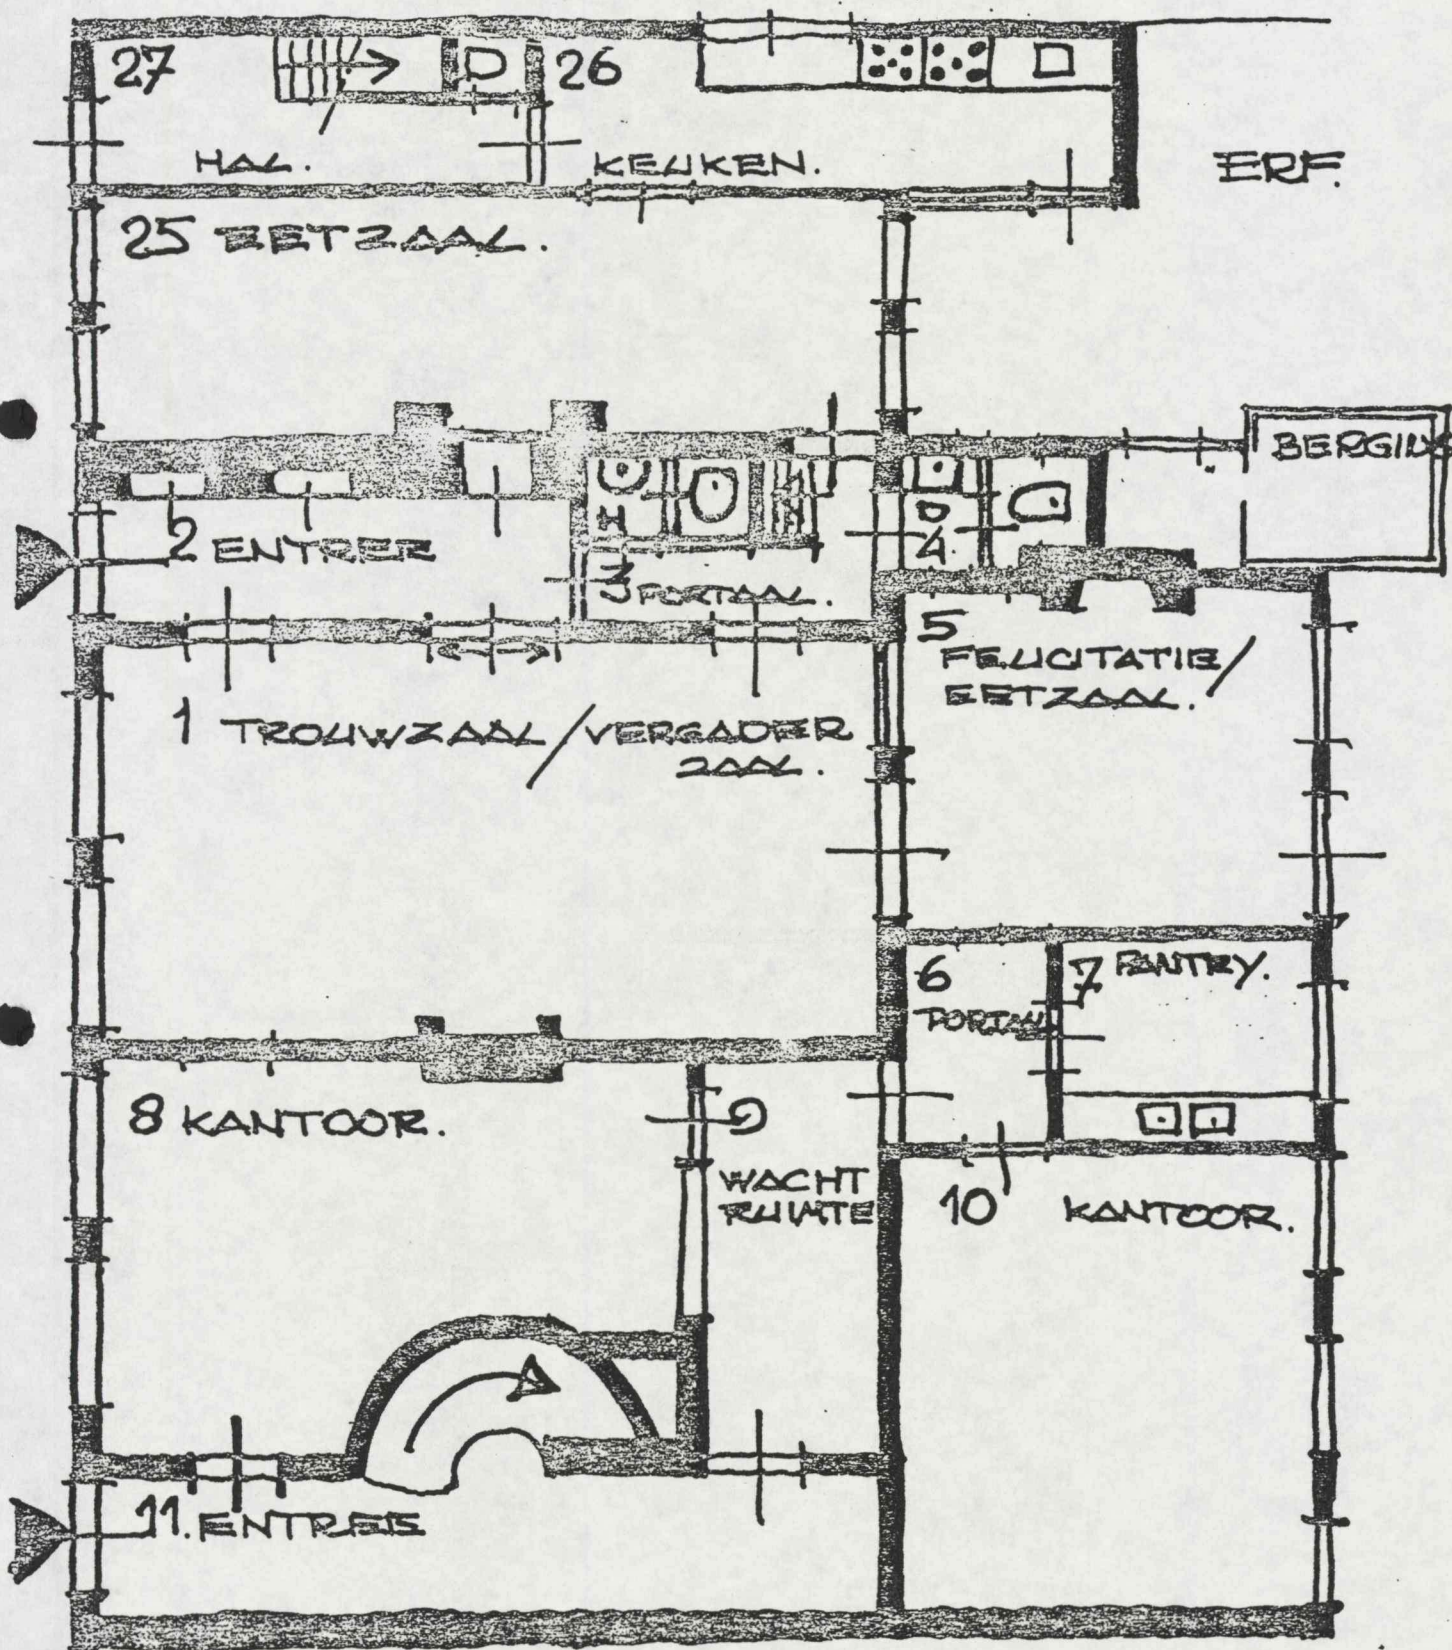 27
26
HAL.
KEUKEN.
ERF.
25 EETZAAL.
BERGING
2 ENTREE
H
D
4.
3 PORTAAL.
5
FELICITATIE/
EETZAAL.
1 TROUWZAAL/VERGADER
ZAAL.
6
PORTAAL
7 PANTRY.
8 KANTOOR.
9
WACHT
RUIMTE
10 KANTOOR.
11. ENTREE